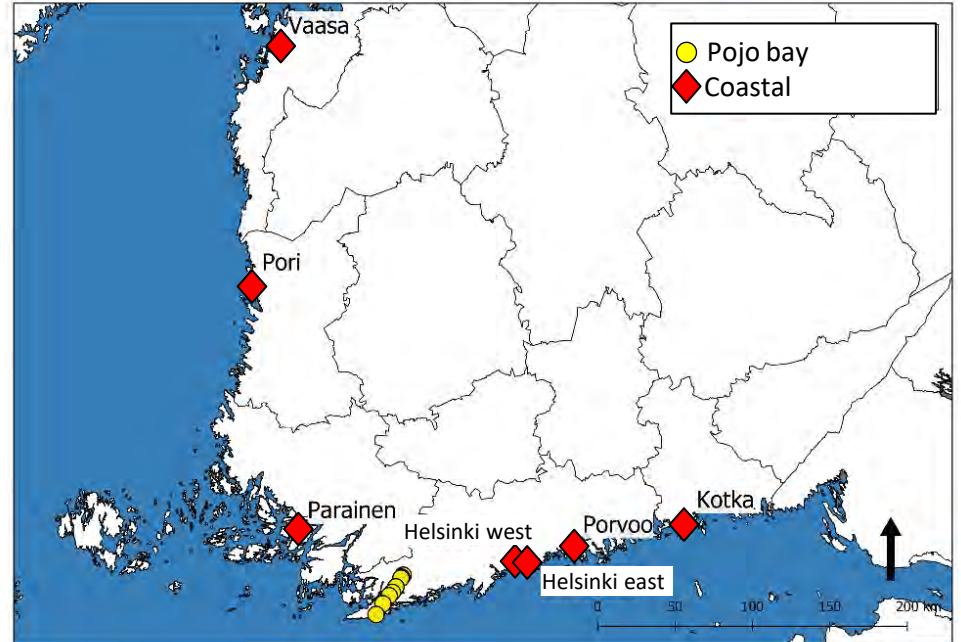 Vaasa
Pojo bay
Coastal
Pori
Parainen
Kotka
Helsinki west
Porvoo
Helsinki east
0 50 100 150 200 km